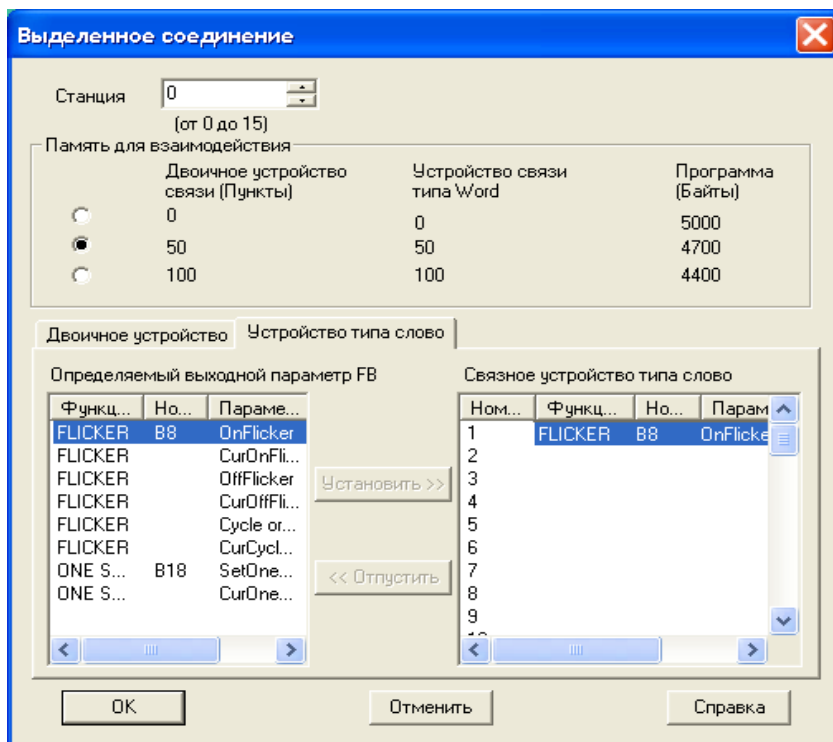 Выделенное соединение
Станция 0
(от 0 до 15)
Память для взаимодействия
Двоичное устройство связи (Пункты) Устройство связи типа Word Программа (Байты)
0 0 5000
50 50 4700
100 100 4400
Двоичное устройство Устройство типа слово
Определяемый выходной параметр FB Связное устройство типа слово
Функц... Но... Параме... Ном... Функц... Но... Парам
FLICKER B8 OnFlicker 1 FLICKER B8 OnFlicke
FLICKER CurOnFli... 2
FLICKER OffFlicker 3
FLICKER CurOffFli... 4
FLICKER Cycle or... 5
FLICKER CurCycl... 6
ONE S... B18 SetOne... 7
ONE S... CurOne... 8
9
Установить >>
<< Отпустить
OK Отменить Справка